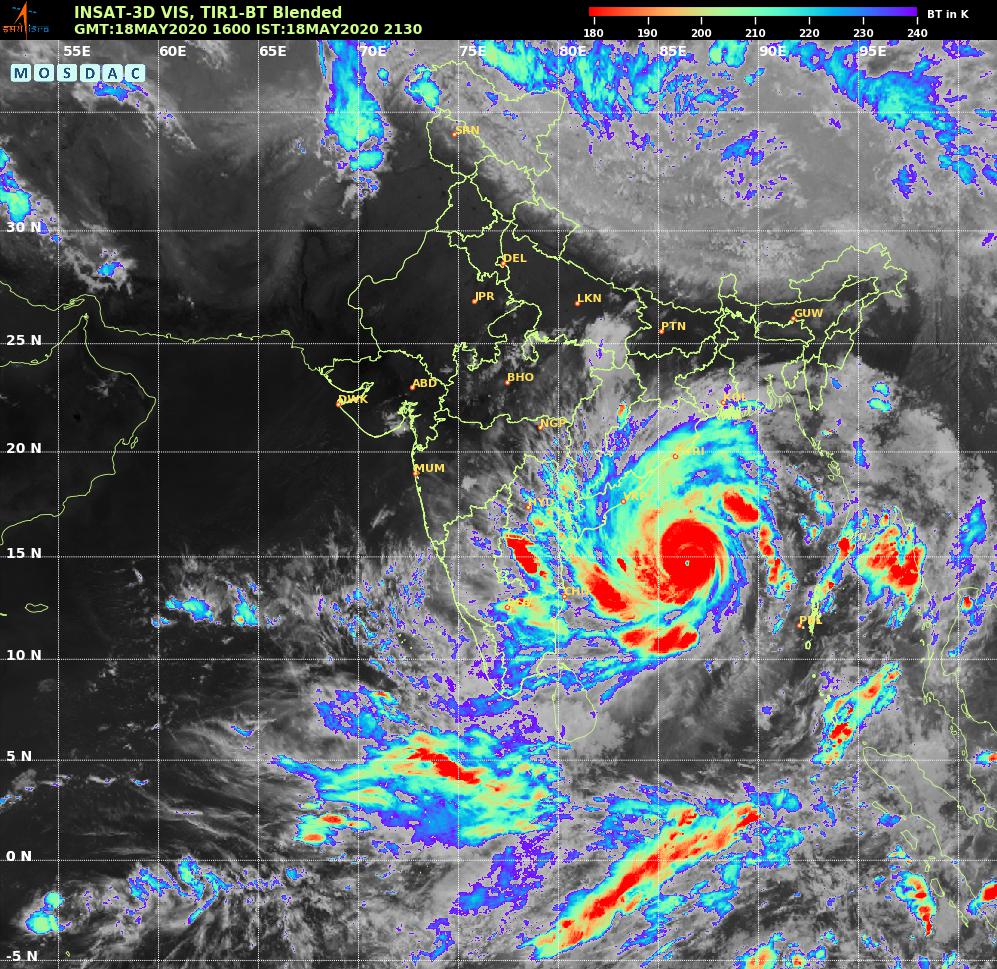 INSAT-3D VIS, TIR1-BT Blended
GMT:18MAY2020 1600 IST:18MAY2020 2130
BT in K
180 190 200 210 220 230 240
55E 60E 65E 70E 75E 80E 85E 90E 95E
MOSDAC
SRN
30 N
DEL
JPR LKN
GUW
PTN
25 N
BHO
ABD
DWK
NGP
20 N
MUM
15 N
10 N
5 N
0 N
-5 N